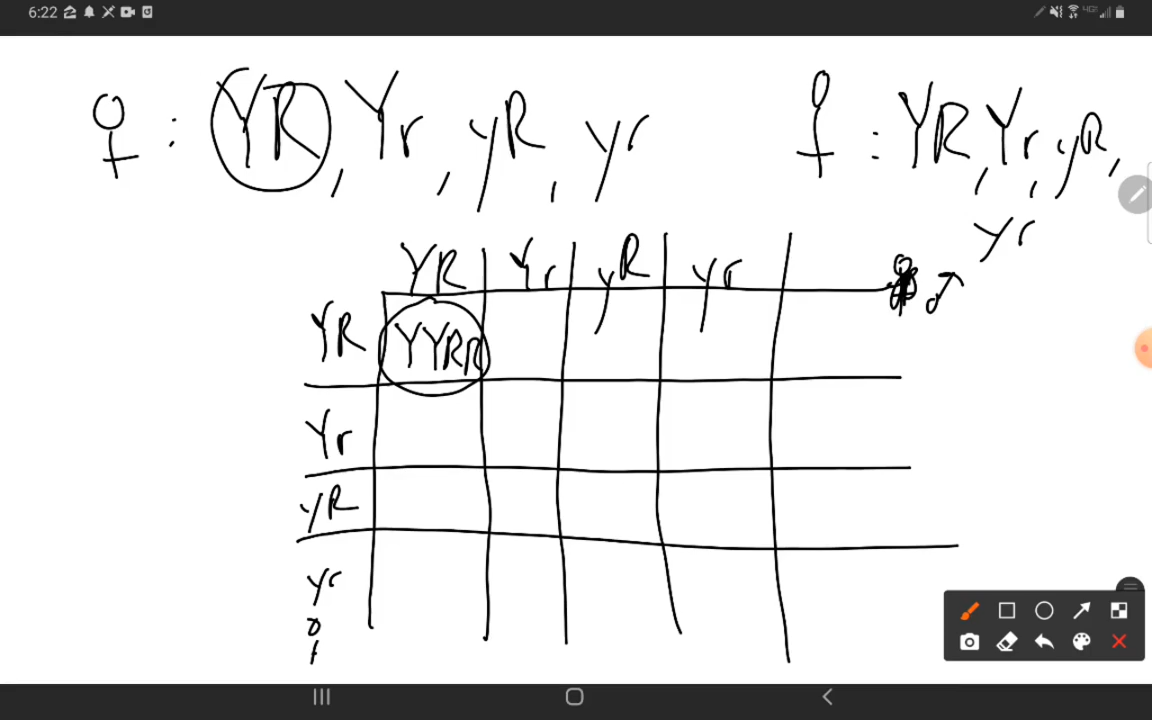 6:22
♀ : YR, Yr, yR, yr
♀ : YR, Yr, yR,
yr
YR Yr yR yr
♂
YR YYRR
Yr
yR
yr
♀